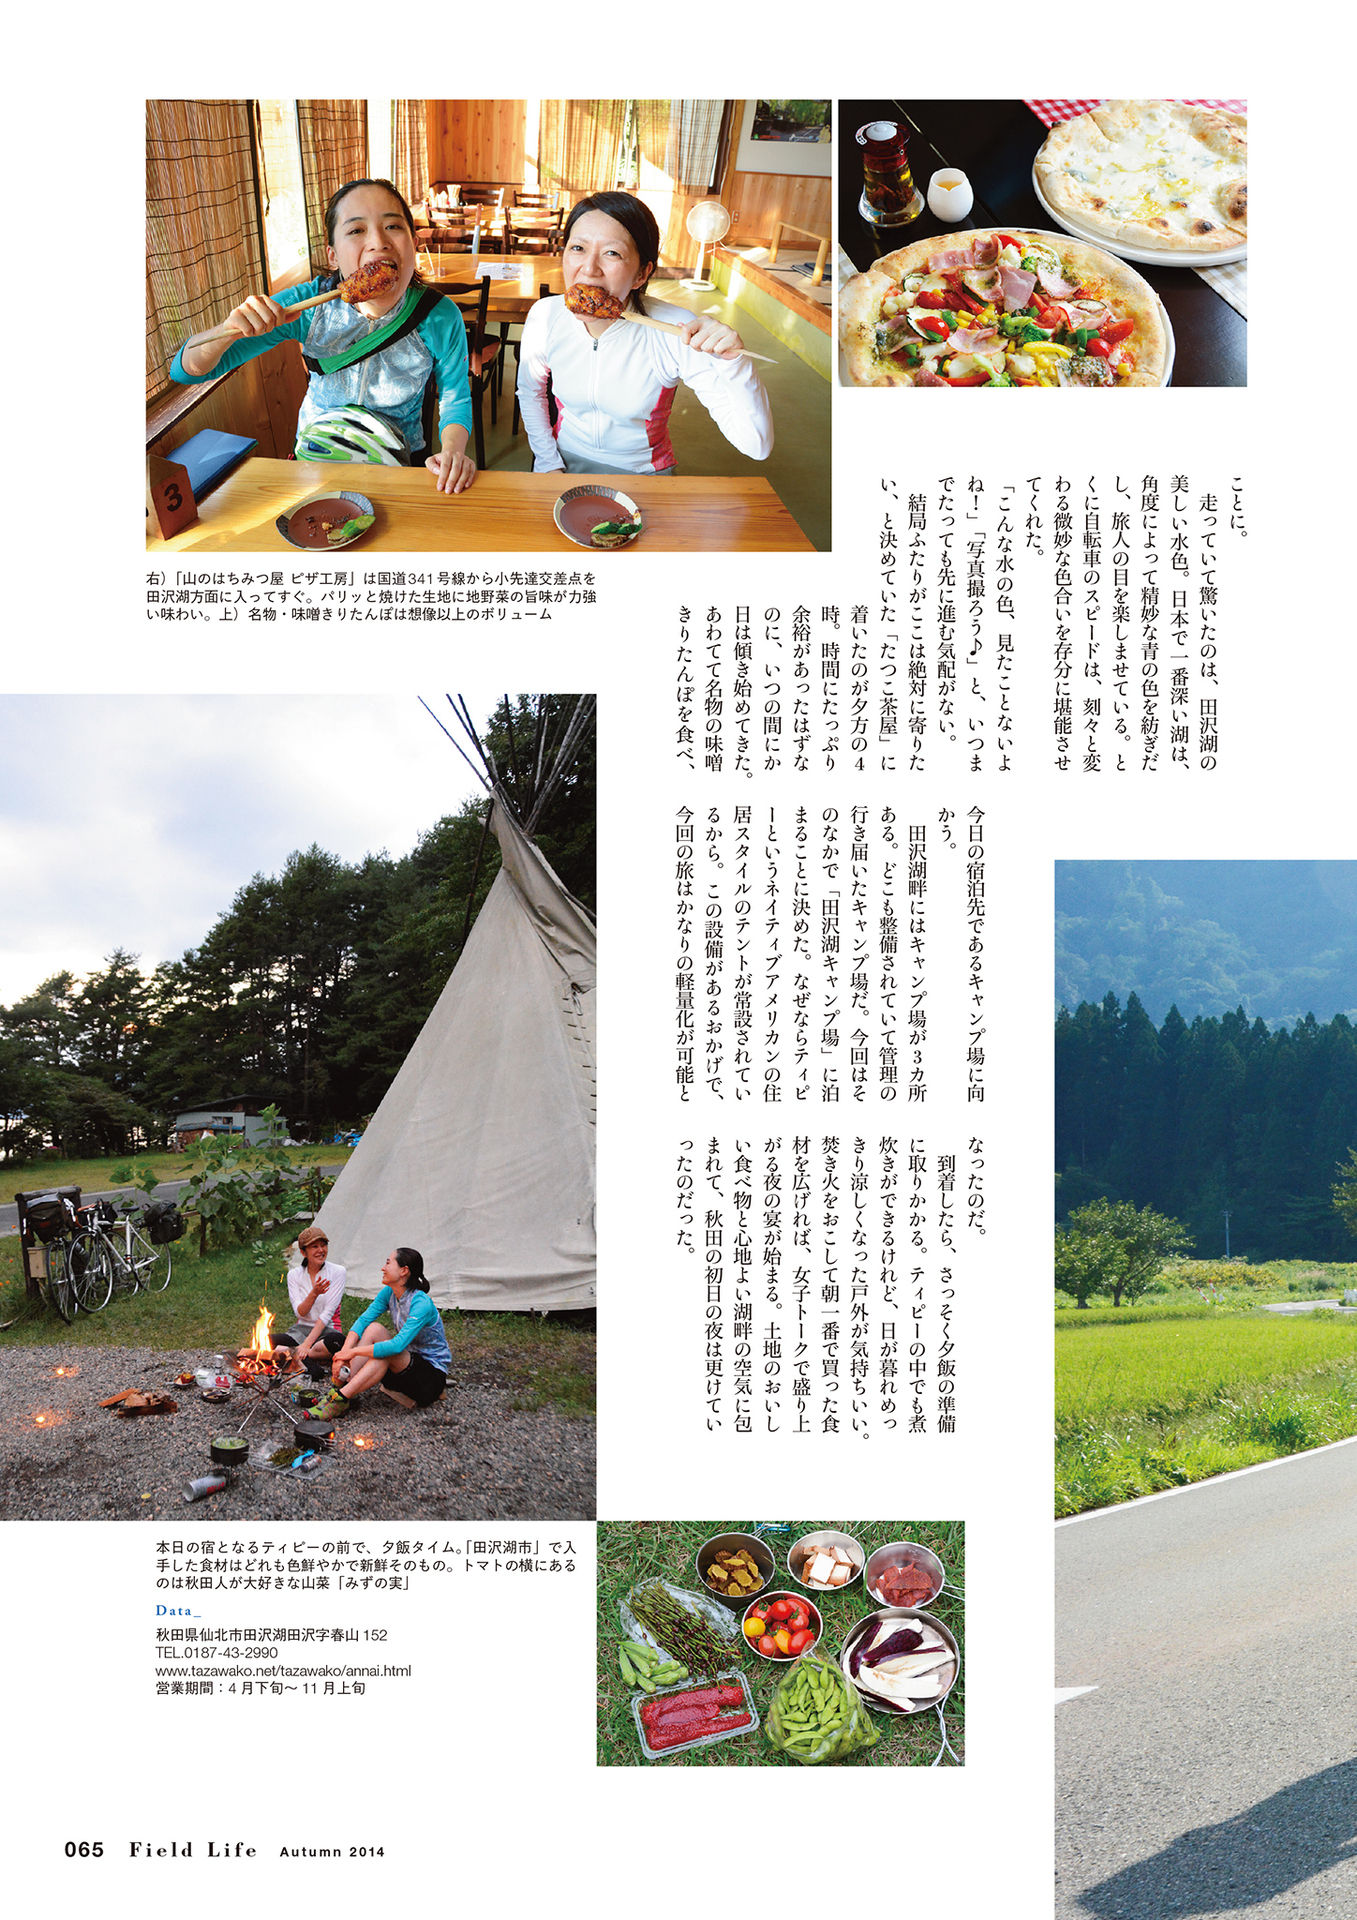 3
ことに。
　走っていて驚いたのは、田沢湖の
美しい水色。日本で一番深い湖は、
角度によって精妙な青の色を紡ぎだ
し、旅人の目を楽しませている。と
くに自転車のスピードは、刻々と変
わる微妙な色合いを存分に堪能させ
てくれた。
「こんな水の色、見たことないよ
ね！」「写真撮ろう♪」と、いつま
でたっても先に進む気配がない。
　結局ふたりがここは絶対に寄りた
い、と決めていた「たつこ茶屋」に
着いたのが夕方の4
時。時間にたっぷり
余裕があったはずな
のに、いつの間にか
日は傾き始めてきた。
あわてて名物の味噌
きりたんぽを食べ、
今日の宿泊先であるキャンプ場に向
かう。
　田沢湖畔にはキャンプ場が3カ所
ある。どこも整備されていて管理の
行き届いたキャンプ場だ。今回はそ
のなかで「田沢湖キャンプ場」に泊
まることに決めた。なぜならティピ
ーというネイティブアメリカンの住
居スタイルのテントが常設されてい
るから。この設備があるおかげで、
今回の旅はかなりの軽量化が可能と
なったのだ。
　到着したら、さっそく夕飯の準備
に取りかかる。ティピーの中でも煮
炊きができるけれど、日が暮れめっ
きり涼しくなった戸外が気持ちいい。
焚き火をおこして朝一番で買った食
材を広げれば、女子トークで盛り上
がる夜の宴が始まる。土地のおいし
い食べ物と心地よい湖畔の空気に包
まれて、秋田の初日の夜は更けてい
ったのだった。
右）「山のはちみつ屋 ピザ工房」は国道341号線から小先達交差点を
田沢湖方面に入ってすぐ。パリッと焼けた生地に地野菜の旨味が力強
い味わい。上）名物・味噌きりたんぽは想像以上のボリューム
本日の宿となるティピーの前で、夕飯タイム。「田沢湖市」で入
手した食材はどれも色鮮やかで新鮮そのもの。トマトの横にある
のは秋田人が大好きな山菜「みずの実」
Data_
秋田県仙北市田沢湖田沢字春山152
TEL.0187-43-2990
www.tazawako.net/tazawako/annai.html
営業期間：4月下旬〜11月上旬
065 Field Life Autumn 2014